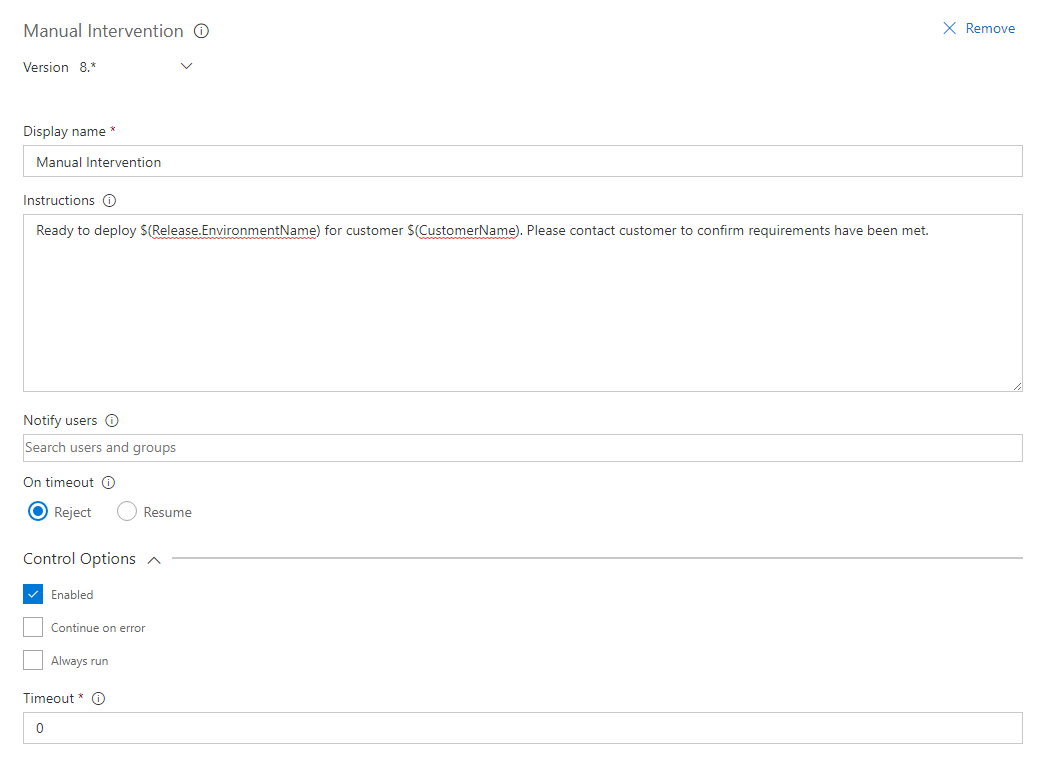 Manual Intervention
Remove
Version 8.*
Display name *
Manual Intervention
Instructions
Ready to deploy $(Release.EnvironmentName) for customer $(CustomerName). Please contact customer to confirm requirements have been met.
Notify users
Search users and groups
On timeout
Reject Resume
Control Options
Enabled
Continue on error
Always run
Timeout *
0